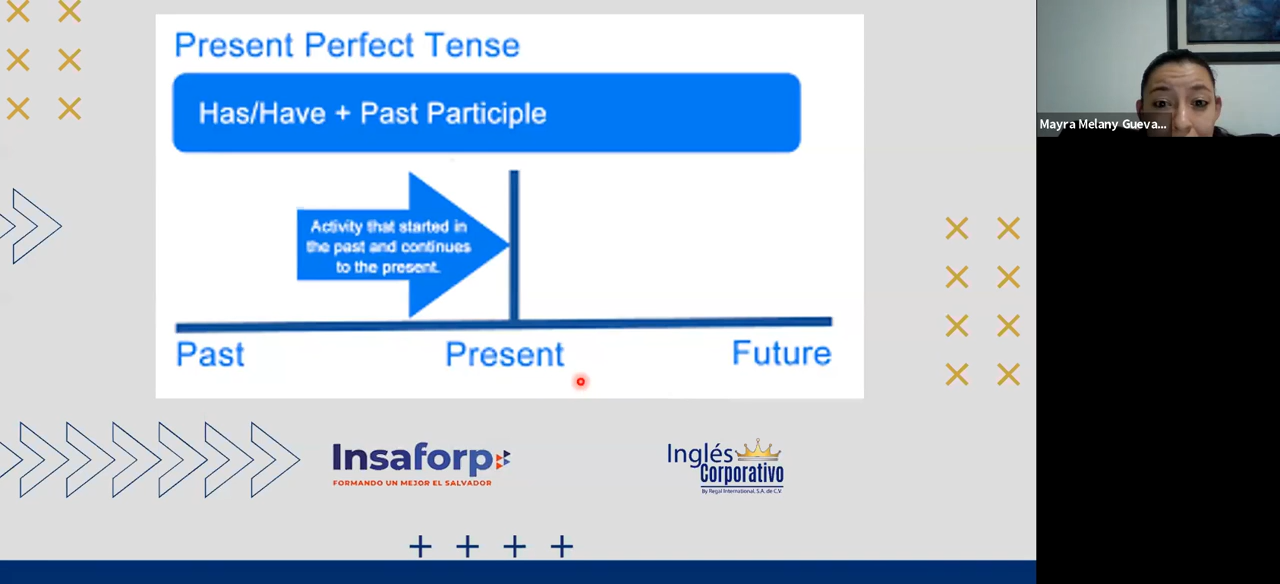 Present Perfect Tense
Has/Have + Past Participle
Activity that started in
the past and continues
to the present.
Past Present Future
Insaforp
FORMANDO UN MEJOR EL SALVADOR
Inglés
Corporativo
By Regal International, S.A. de C.V.
Mayra Melany Gueva...